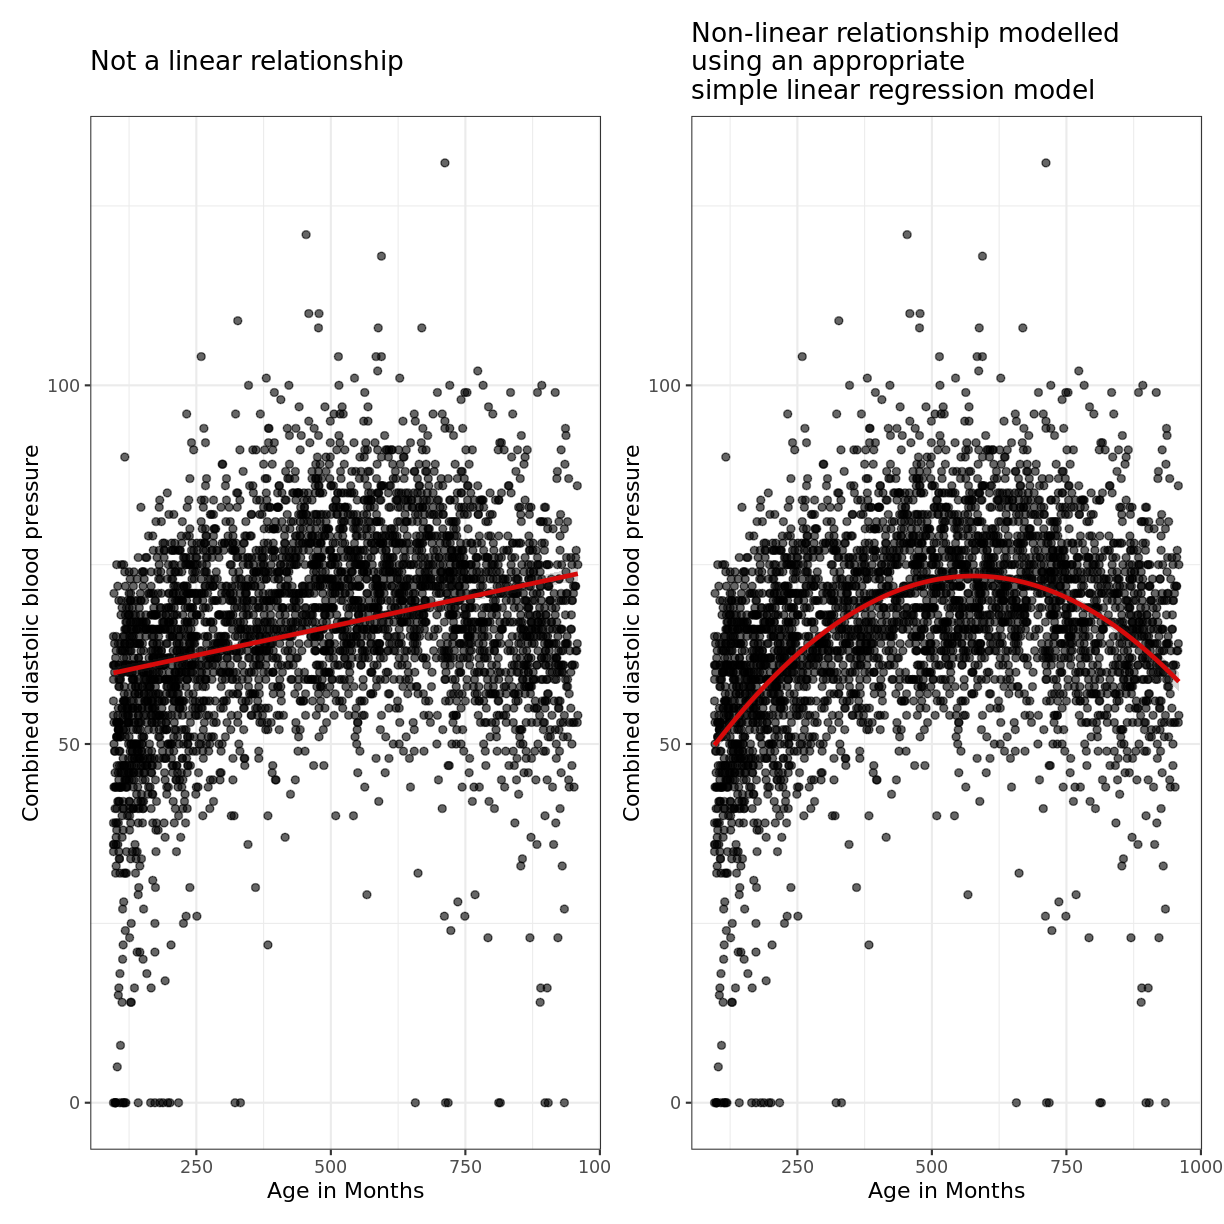 Not a linear relationship
Non-linear relationship modelled
using an appropriate
simple linear regression model
Combined diastolic blood pressure
100
50
0
250
500
750
100
Age in Months
Combined diastolic blood pressure
100
50
0
250
500
750
1000
Age in Months